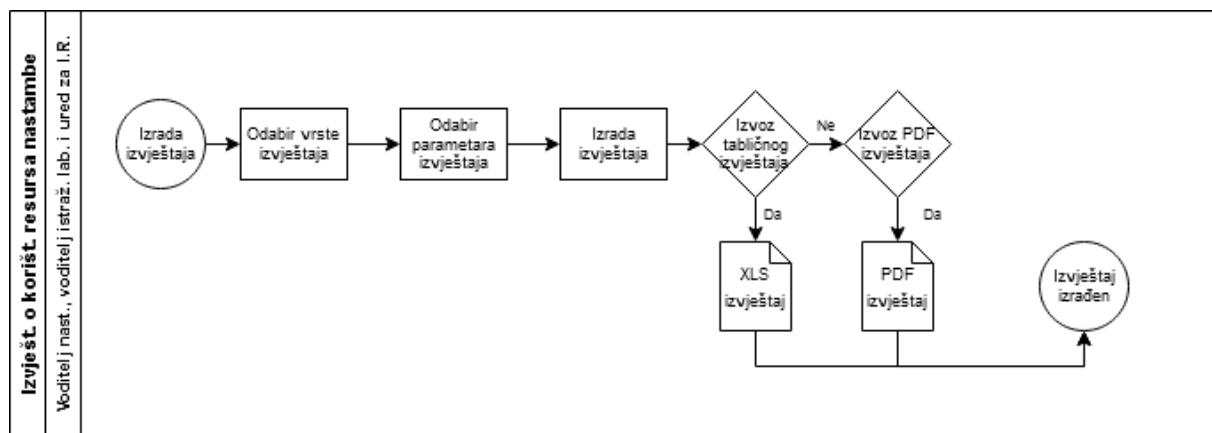 Izvješt. o korišt. resursa nastambe
Voditelj nast., voditelj istraž. lab. i ured za I.R.
Izrada
izvještaja
Odabir vrste
izvještaja
Odabir
parametara
izvještaja
Izrada
izvještaja
Izvoz
tabličnog
izvještaja
Ne
Izvoz PDF
izvještaja
Da
Da
XLS
izvještaj
PDF
izvještaj
Izvještaj
izrađen